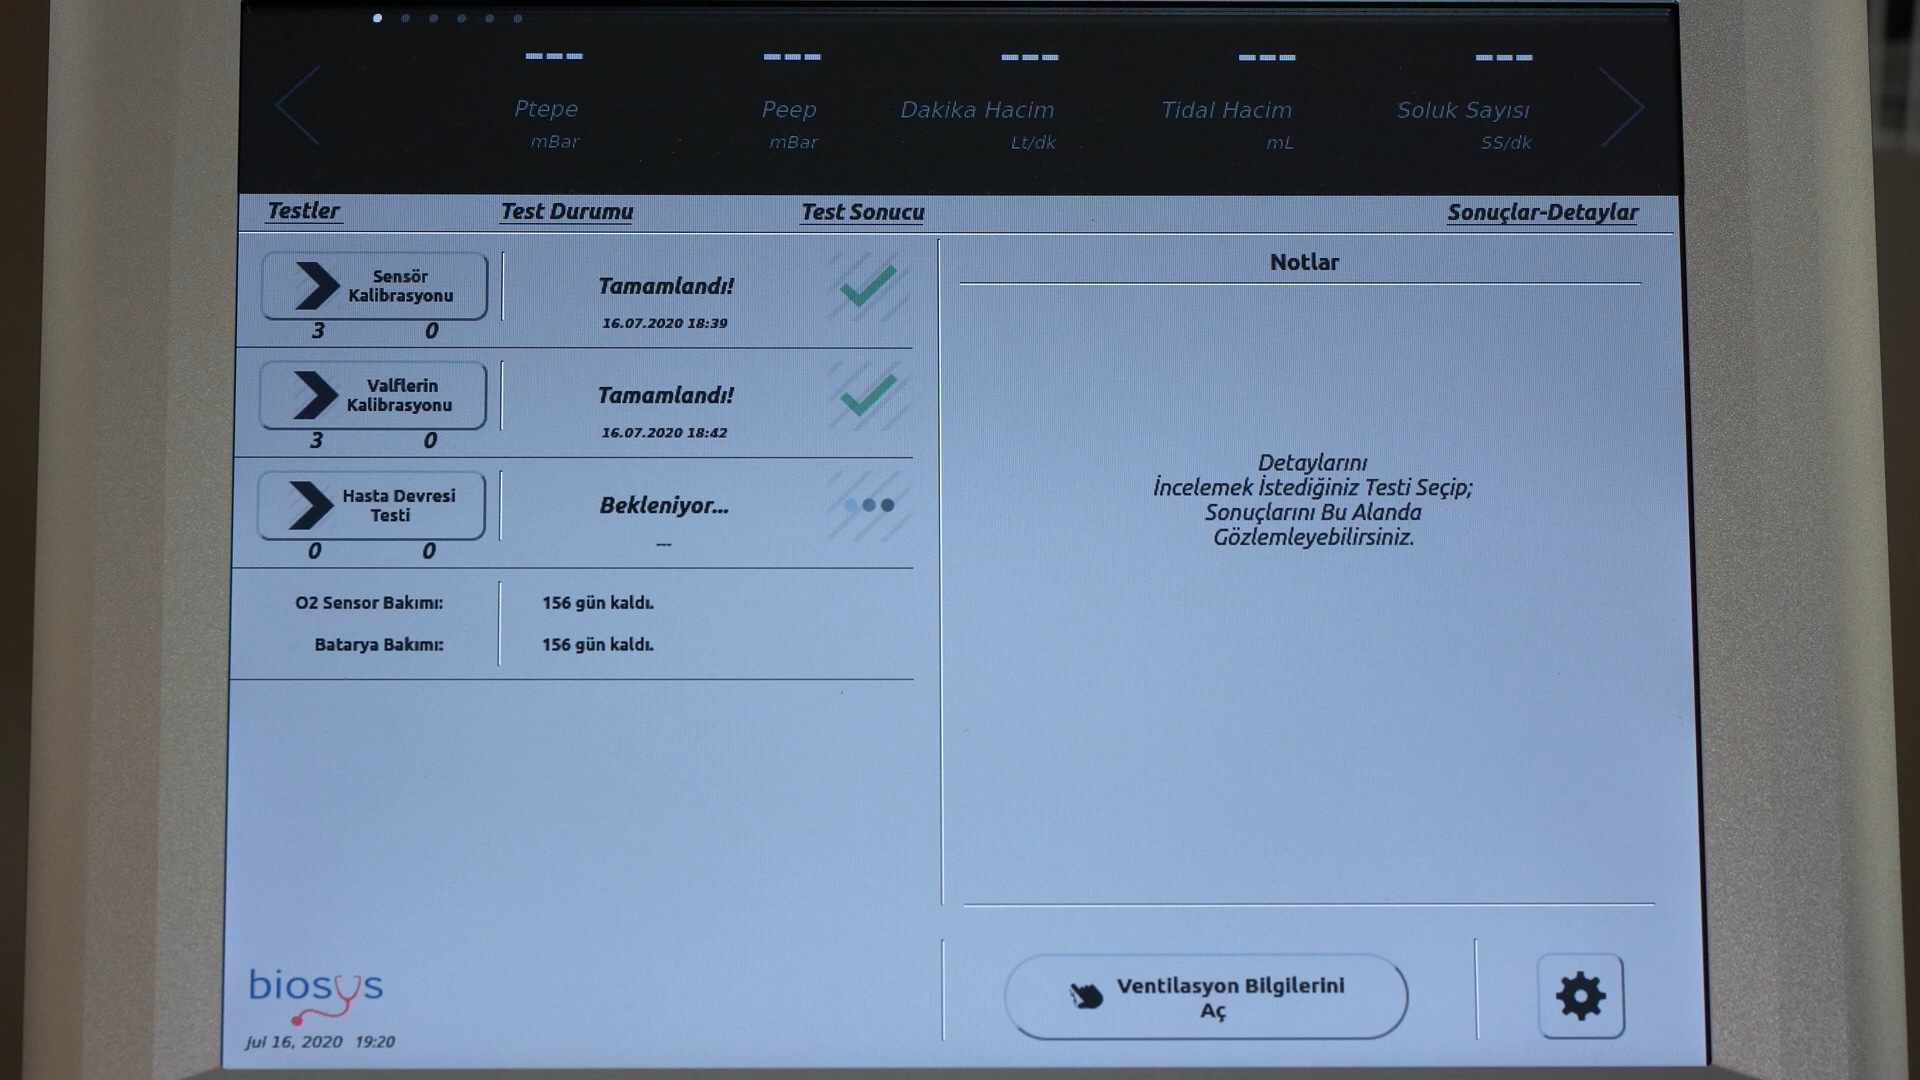 --- --- --- --- ---
Ptepe Peep Dakika Hacim Tidal Hacim Soluk Sayısı
mBar mBar Lt/dk mL SS/dk
Testler Test Durumu Test Sonucu Sonuçlar-Detaylar
Sensör
Kalibrasyonu
3 0
Tamamlandı!
16.07.2020 18:39
Valflerin
Kalibrasyonu
3 0
Tamamlandı!
16.07.2020 18:42
Hasta Devresi
Testi
0 0
Bekleniyor...
---
O2 Sensor Bakımı: 156 gün kaldı.
Batarya Bakımı: 156 gün kaldı.
Notlar
Detaylarını
İncelemek İstediğiniz Testi Seçip;
Sonuçlarını Bu Alanda
Gözlemleyebilirsiniz.
biosys
Jul 16, 2020 19:20
Ventilasyon Bilgilerini
Aç